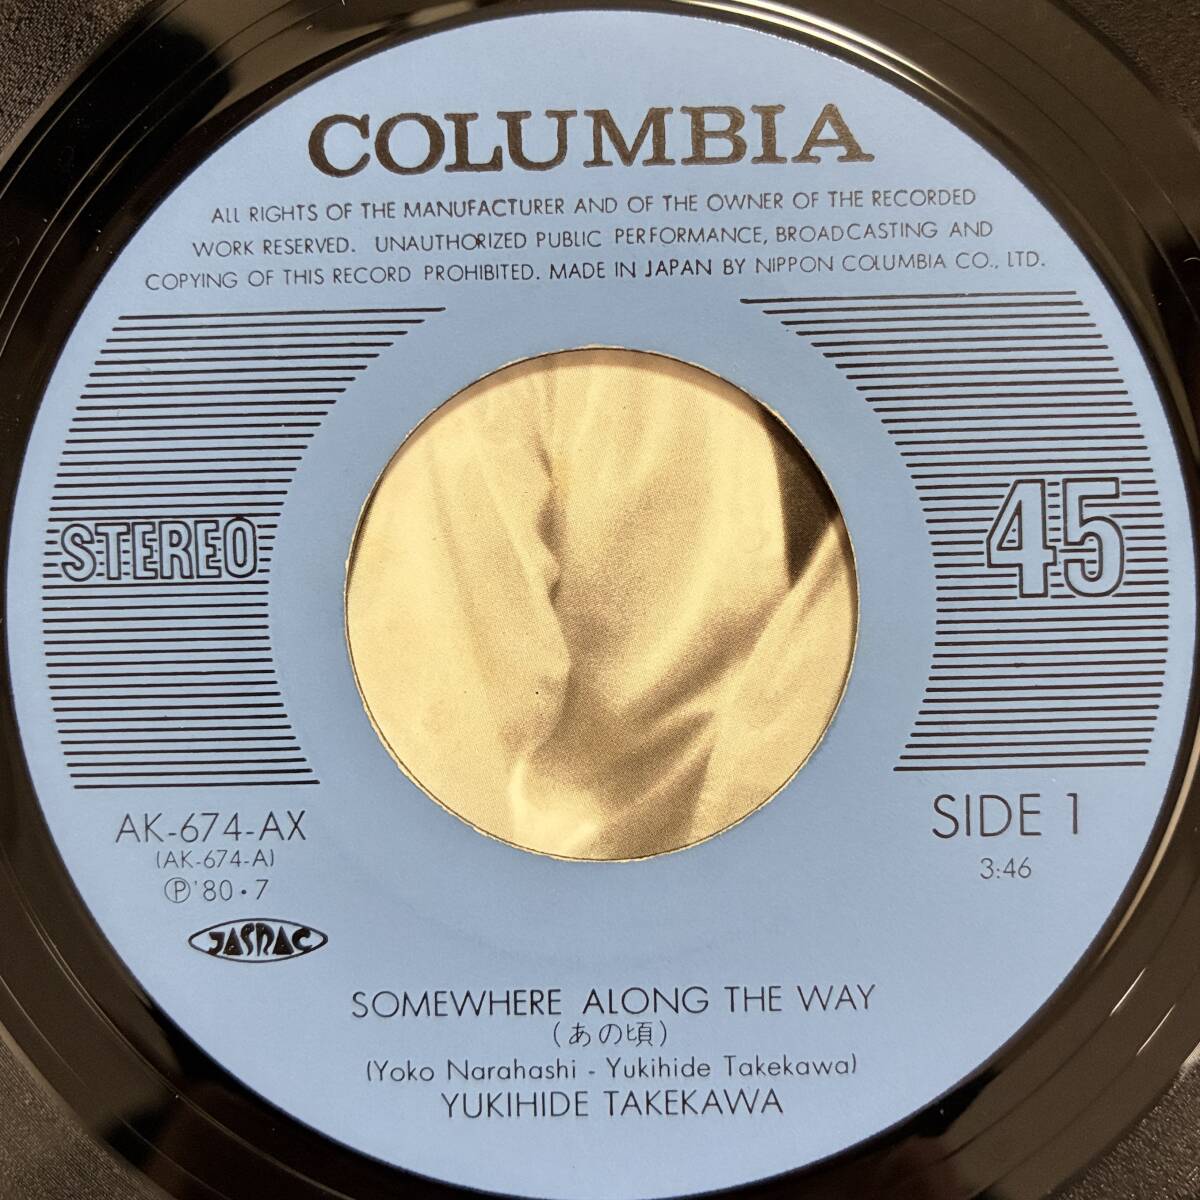 COLUMBIA
ALL RIGHTS OF THE MANUFACTURER AND OF THE OWNER OF THE RECORDED
WORK RESERVED. UNAUTHORIZED PUBLIC PERFORMANCE, BROADCASTING AND
COPYING OF THIS RECORD PROHIBITED. MADE IN JAPAN BY NIPPON COLUMBIA CO., LTD.
STEREO
45
AK-674-AX
(AK-674-A)
Ⓟ'80・7
JASRAC
SIDE 1
3:46
SOMEWHERE ALONG THE WAY
(あの頃)
(Yoko Narahashi - Yukihide Takekawa)
YUKIHIDE TAKEKAWA